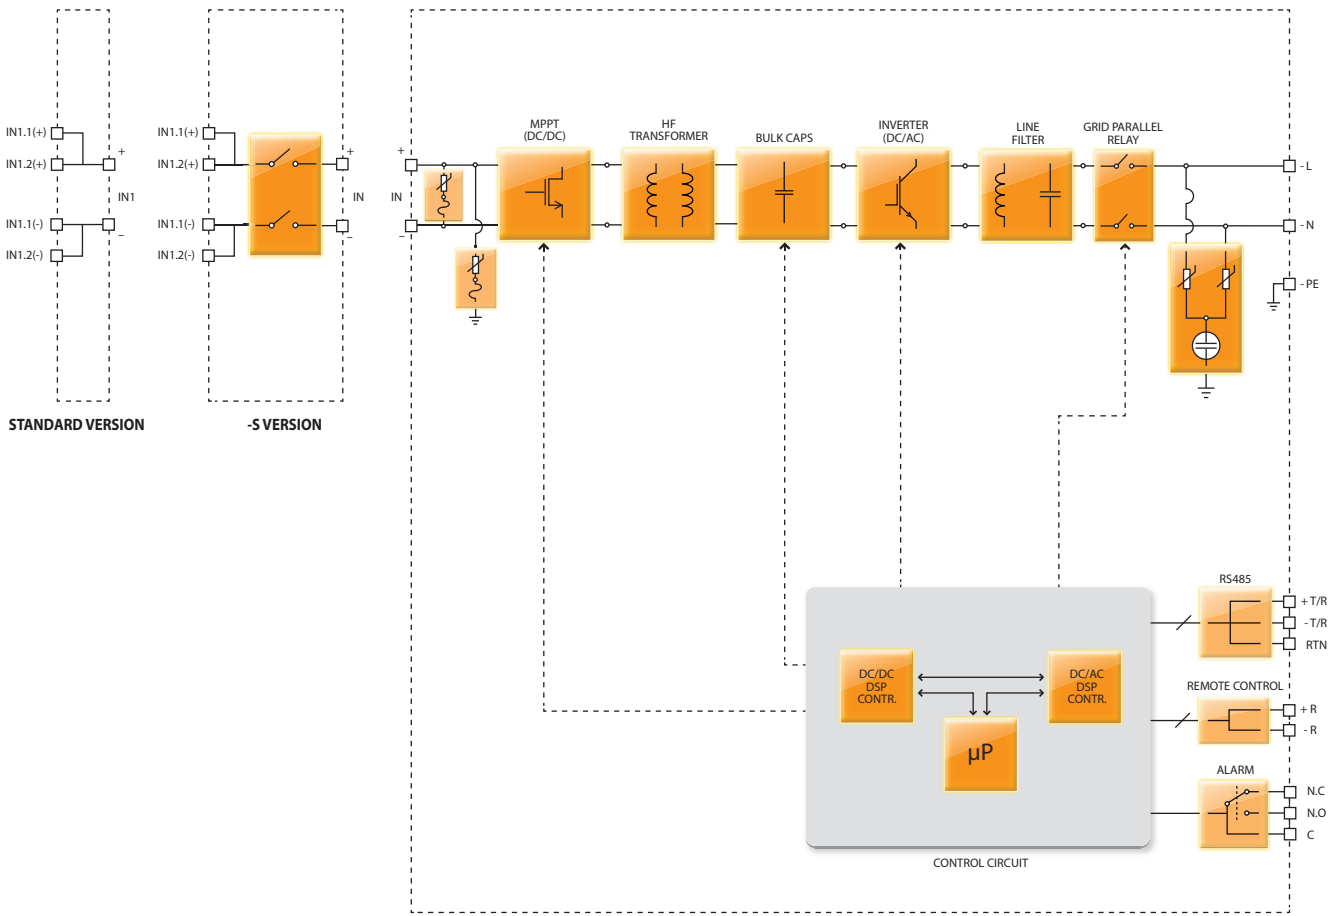 IN1.1(+)
IN1.2(+)
+
IN1
IN1.1(-)
–
IN1.2(-)
STANDARD VERSION
IN1.1(+)
IN1.2(+)
+
IN
IN1.1(-)
–
IN1.2(-)
-S VERSION
+
IN
–
MPPT
(DC/DC)
HF
TRANSFORMER
BULK CAPS
INVERTER
(DC/AC)
LINE
FILTER
GRID PARALLEL
RELAY
- L
- N
- PE
DC/DC
DSP
CONTR.
DC/AC
DSP
CONTR.
µP
CONTROL CIRCUIT
RS485
+ T/R
- T/R
RTN
REMOTE CONTROL
+ R
- R
ALARM
N.C
N.O
C